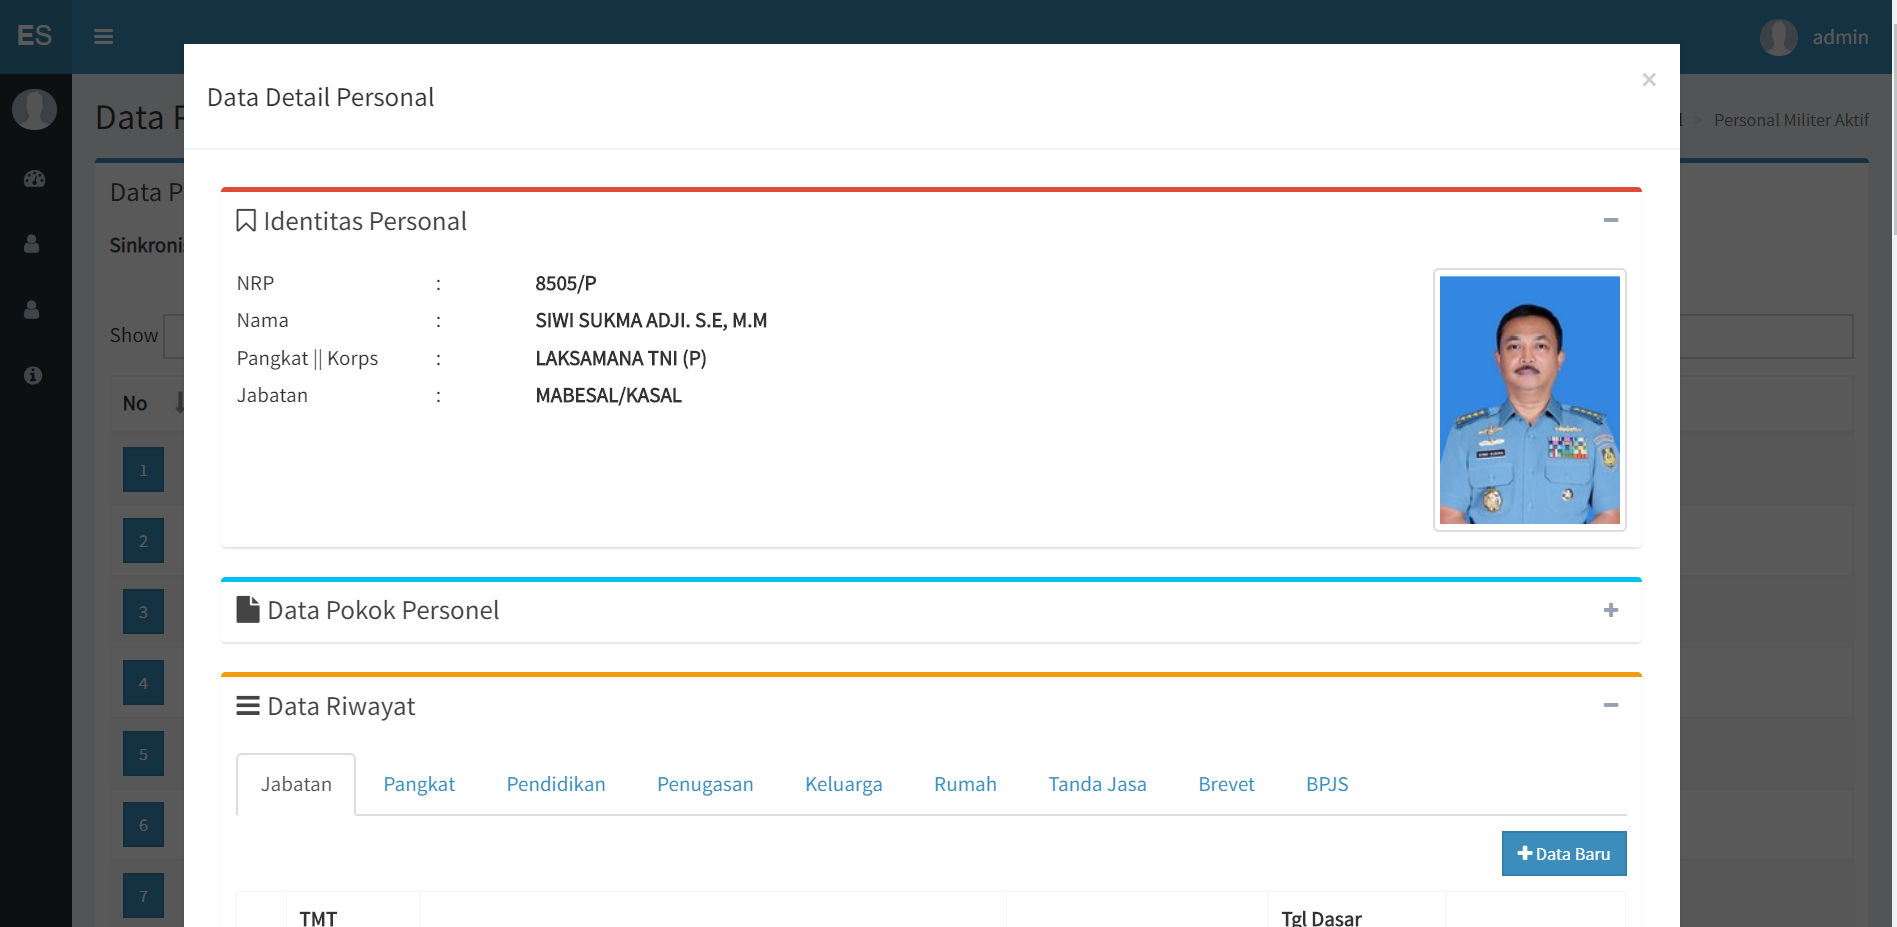 ES
admin
Data Detail Personal
×
Data P
> Personal Militer Aktif
Data P
Sinkroni
Identitas Personal
NRP : 8505/P
Nama : SIWI SUKMA ADJI. S.E, M.M
Pangkat || Korps : LAKSAMANA TNI (P)
Jabatan : MABESAL/KASAL
Show
No
1
2
3
4
5
6
7
Data Pokok Personel
Data Riwayat
Jabatan Pangkat Pendidikan Penugasan Keluarga Rumah Tanda Jasa Brevet BPJS
Data Baru
TMT Tgl Dasar